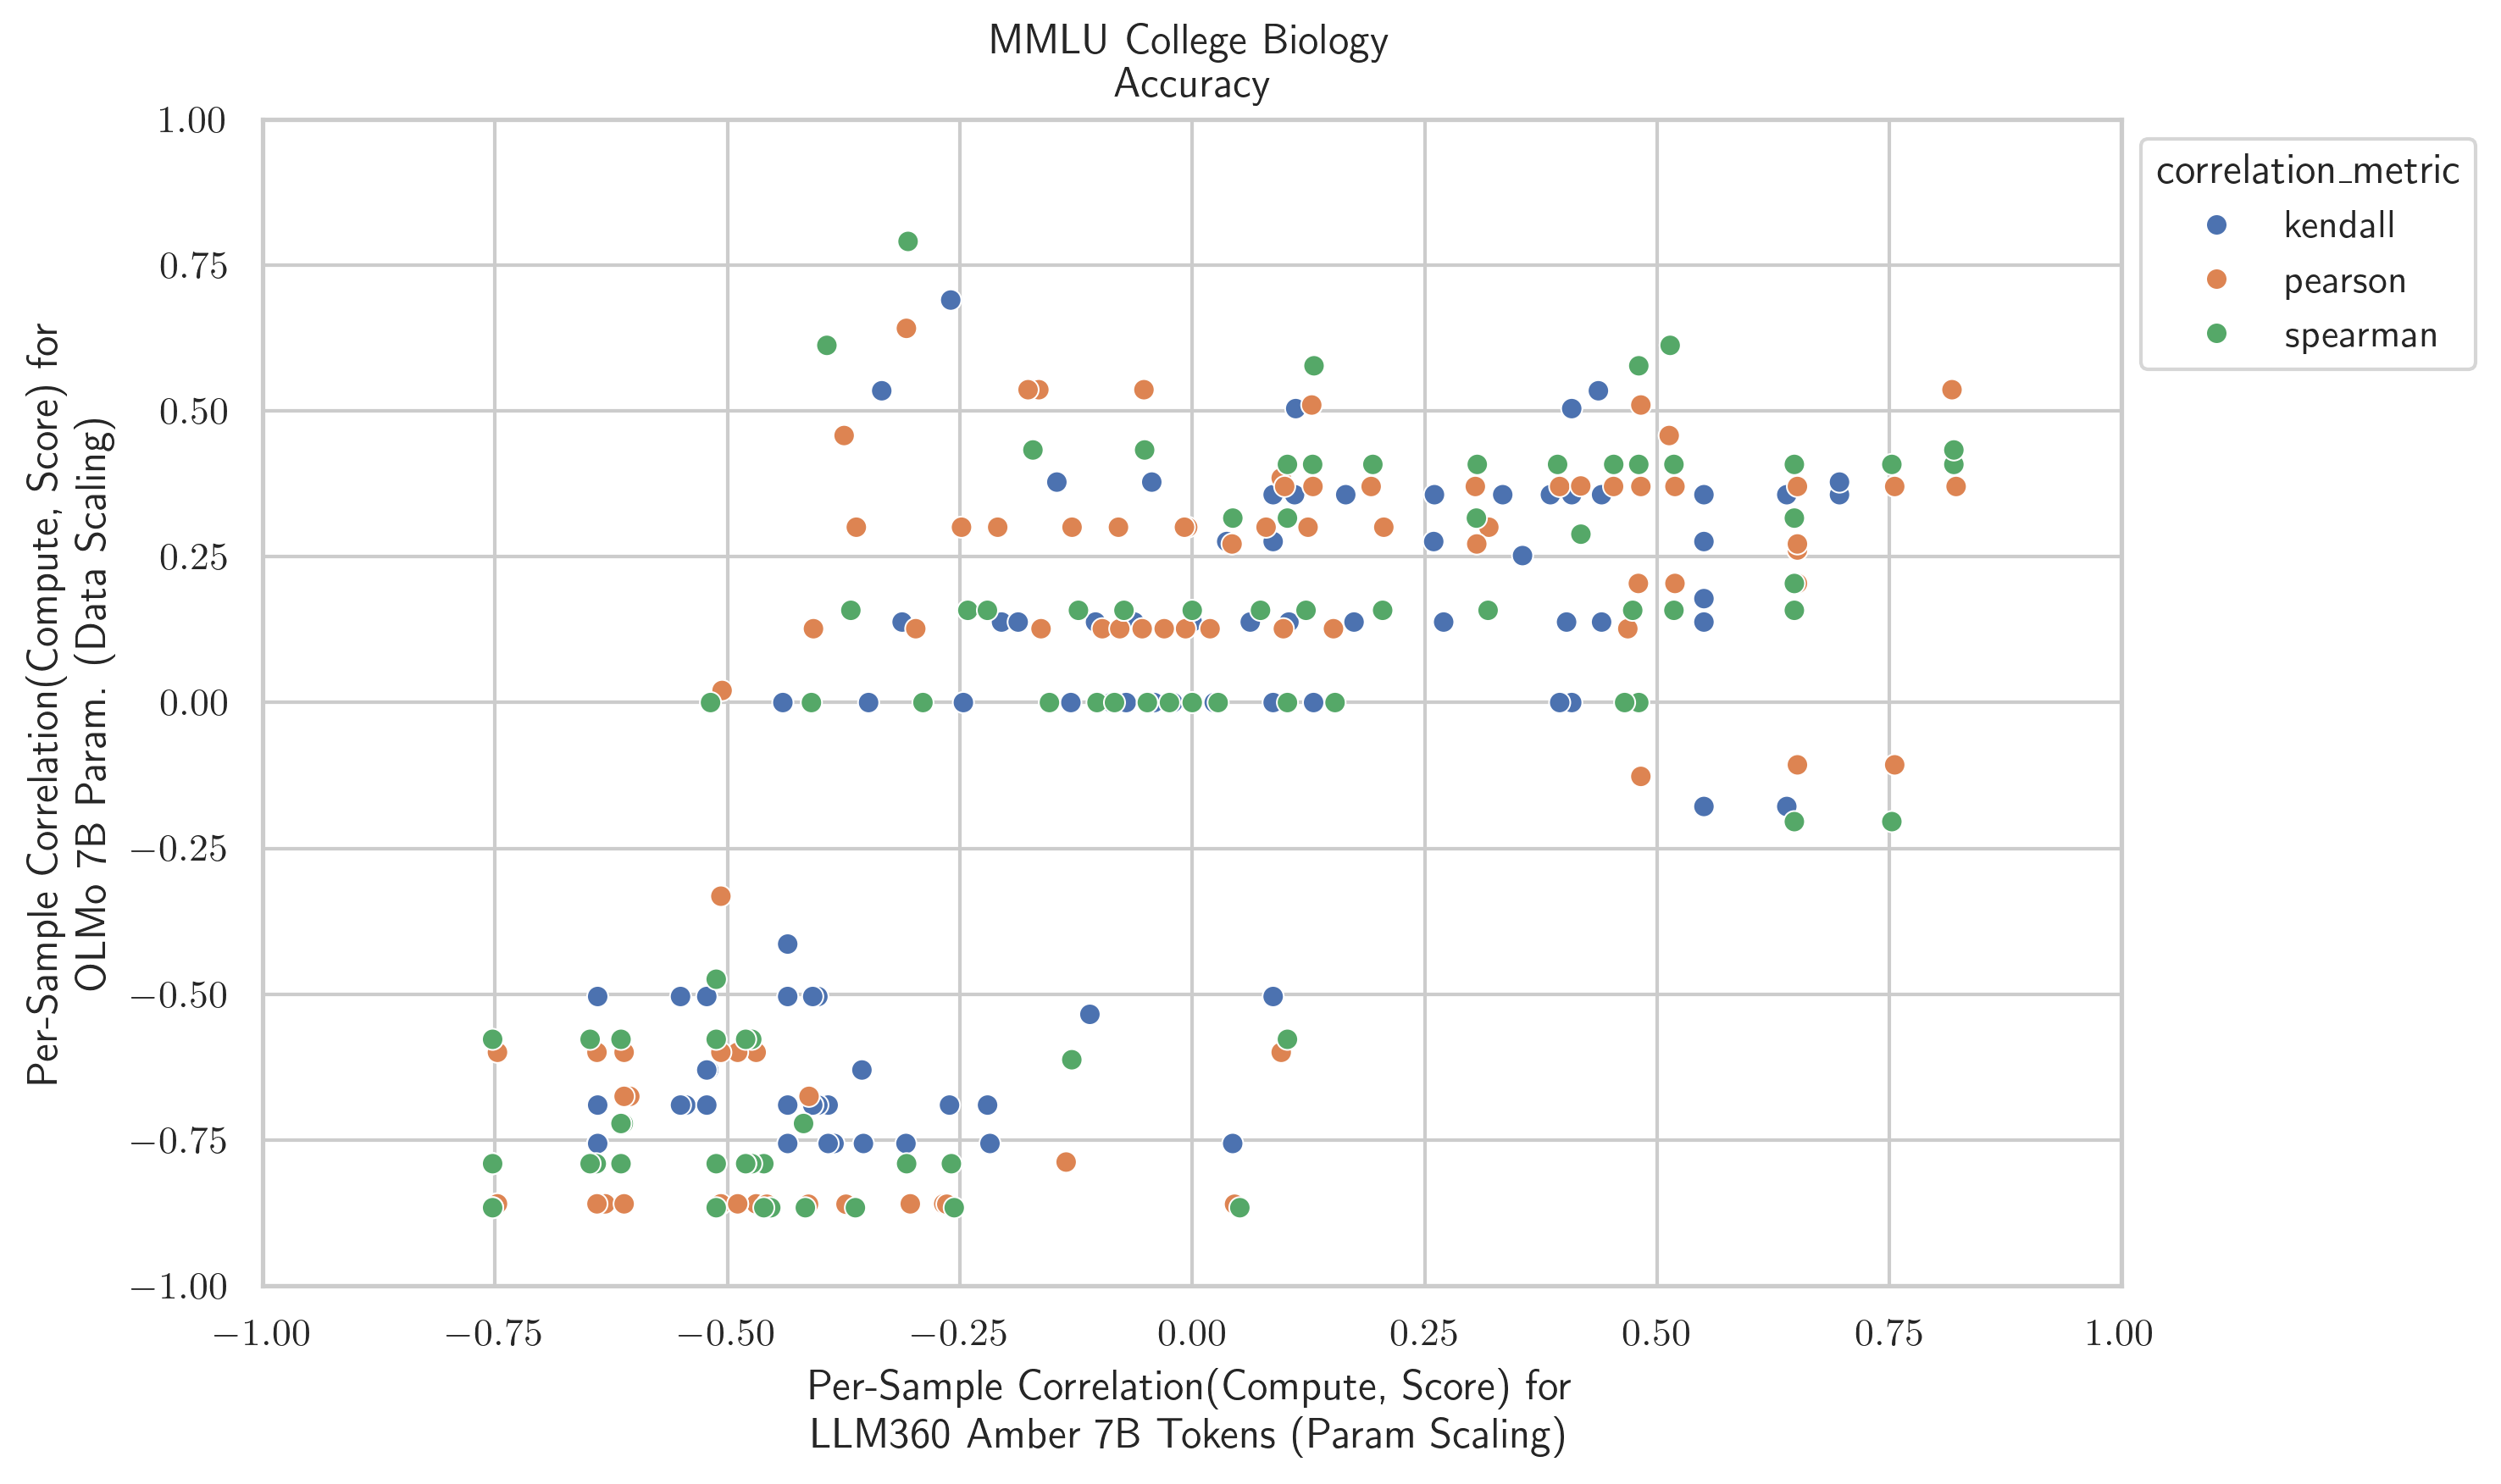 MMLU College Biology
Accuracy
1.00
0.75
0.50
0.25
0.00
−0.25
−0.50
−0.75
−1.00
Per-Sample Correlation(Compute, Score) for
OLMo 7B Param. (Data Scaling)
correlation_metric
kendall
pearson
spearman
−1.00 −0.75 −0.50 −0.25 0.00 0.25 0.50 0.75 1.00
Per-Sample Correlation(Compute, Score) for
LLM360 Amber 7B Tokens (Param Scaling)